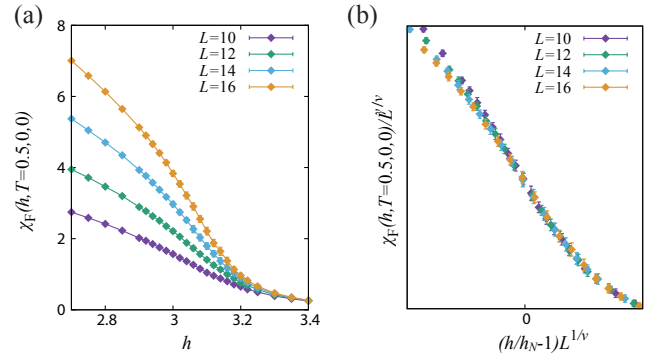 (a)
8
6
4
2
0
χF(h,T=0.5,0,0)
L=10
L=12
L=14
L=16
2.8
3
3.2
3.4
h
(b)
χF(h,T=0.5,0,0)/Lγ/ν
L=10
L=12
L=14
L=16
0
(h/hN-1)L1/ν